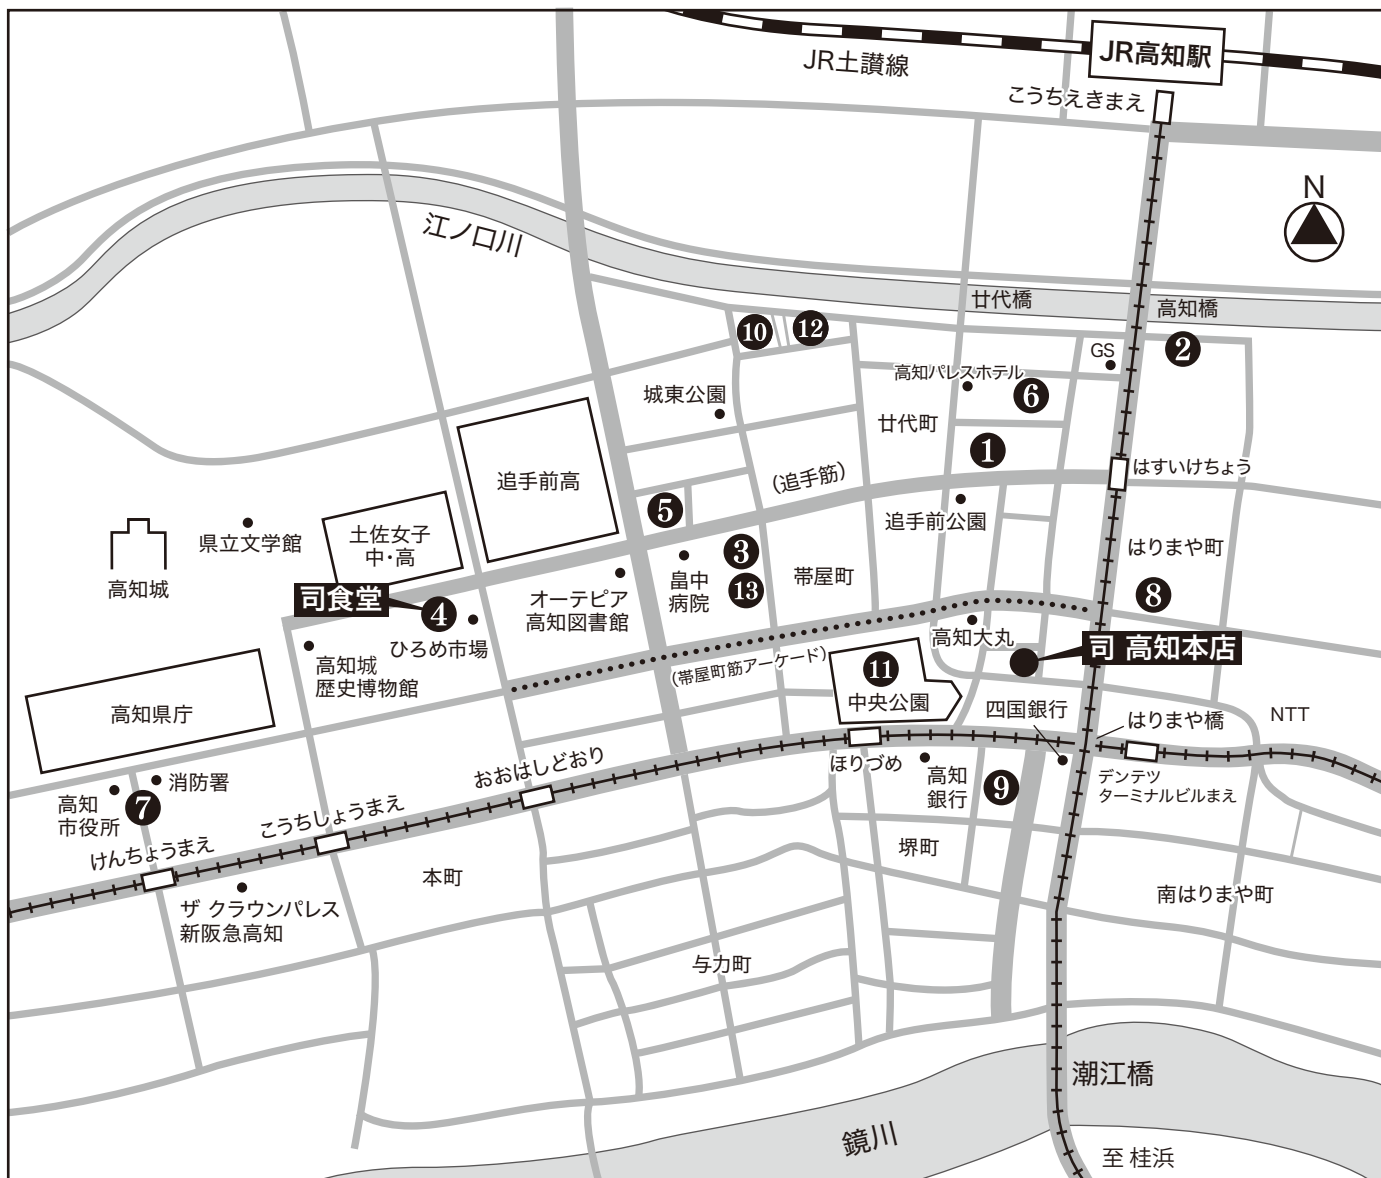 JR高知駅
JR土讃線
こうちえきまえ
N
江ノ口川
廿代橋
高知橋
10
12
2
GS
高知パレスホテル
6
城東公園
廿代町
1
はすいけちょう
追手前高
（追手筋）
5
追手前公園
県立文学館
土佐女子
中・高
はりまや町
高知城
3
畠中
病院
13
帯屋町
8
司食堂
4
オーテピア
高知図書館
ひろめ市場
高知大丸
司 高知本店
高知城
歴史博物館
（帯屋町筋アーケード）
11
中央公園
高知県庁
四国銀行
はりまや橋
NTT
おおはしどおり
ほりづめ
高知
銀行
9
デンテツ
ターミナルビルまえ
消防署
高知
市役所
7
こうちしょうまえ
けんちょうまえ
堺町
本町
南はりまや町
ザ クラウンパレス
新阪急高知
与力町
潮江橋
鏡川
至 桂浜